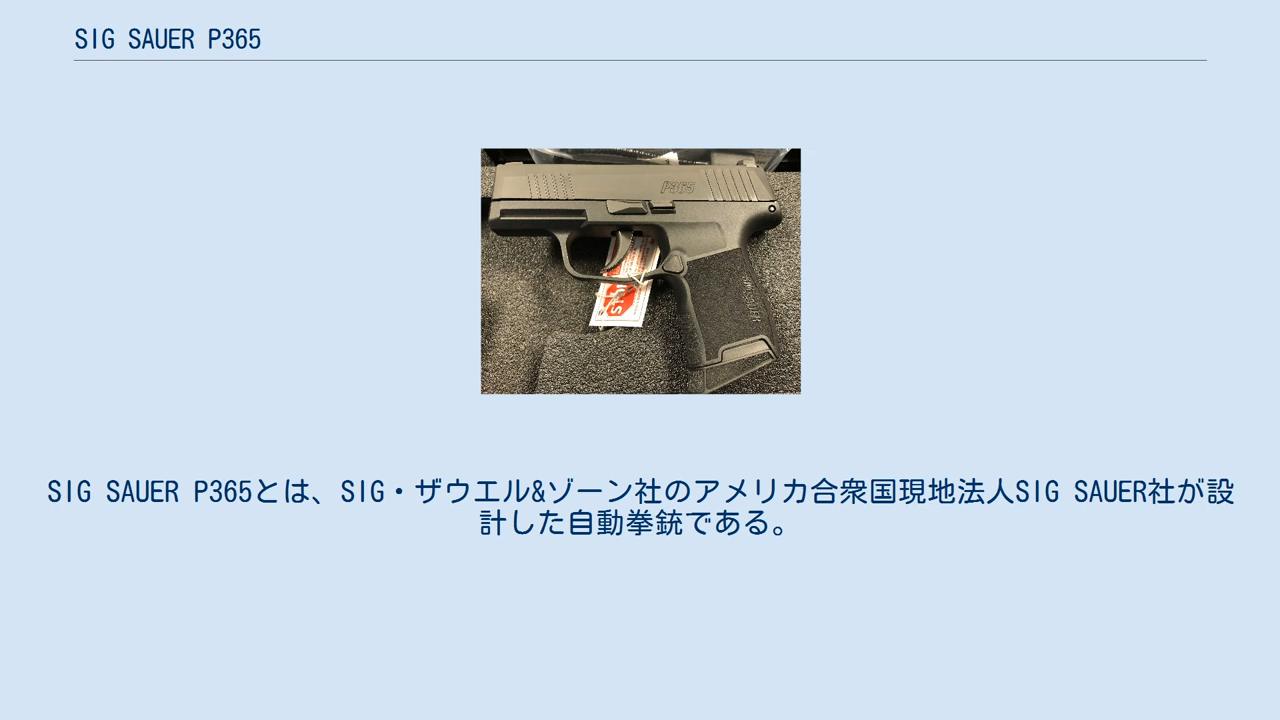 SIG SAUER P365
P365
STOP
SIG SAUER P365とは、SIG・ザウエル&ゾーン社のアメリカ合衆国現地法人SIG SAUER社が設
計した自動拳銃である。